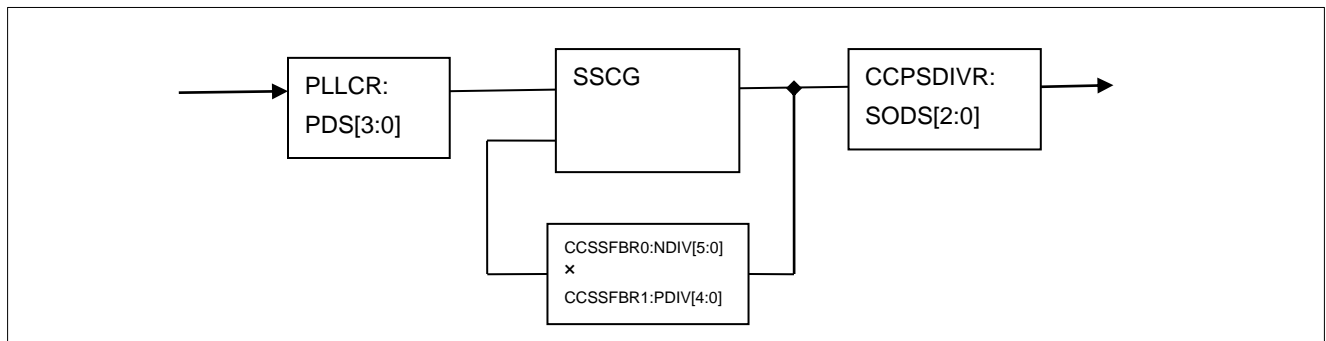 PLLCR:
PDS[3:0]
SSCG
CCPSDIVR:
SODS[2:0]
CCSSFBR0:NDIV[5:0]
×
CCSSFBR1:PDIV[4:0]